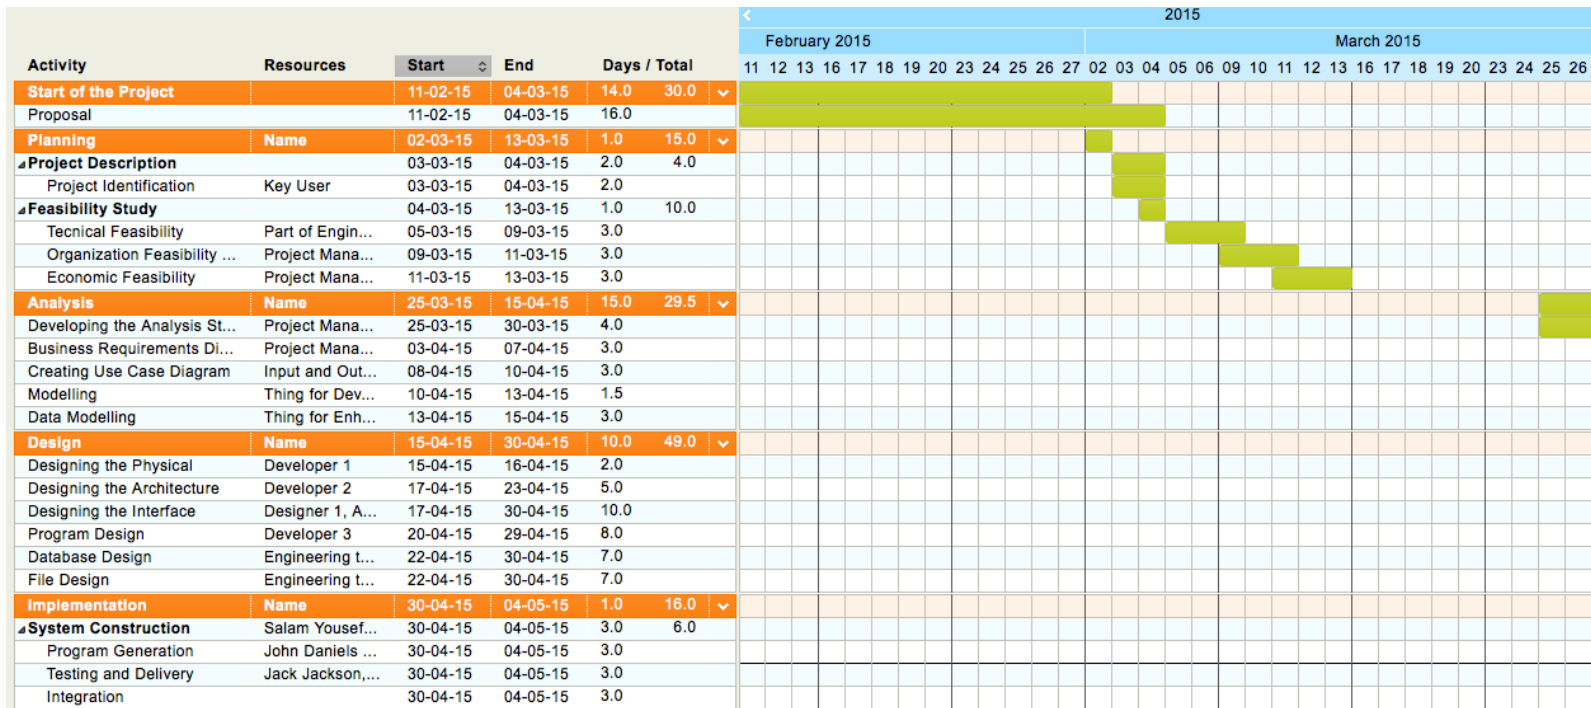 2015
February 2015 March 2015
Activity Resources Start End Days / Total 11 12 13 16 17 18 19 20 23 24 25 26 27 02 03 04 05 06 09 10 11 12 13 16 17 18 19 20 23 24 25 26
Start of the Project 11-02-15 04-03-15 14.0 30.0
Proposal 11-02-15 04-03-15 16.0
Planning Name 02-03-15 13-03-15 1.0 15.0
Project Description 03-03-15 04-03-15 2.0 4.0
Project Identification Key User 03-03-15 04-03-15 2.0
Feasibility Study 04-03-15 13-03-15 1.0 10.0
Tecnical Feasibility Part of Engin... 05-03-15 09-03-15 3.0
Organization Feasibility ... Project Mana... 09-03-15 11-03-15 3.0
Economic Feasibility Project Mana... 11-03-15 13-03-15 3.0
Analysis Name 25-03-15 15-04-15 15.0 29.5
Developing the Analysis St... Project Mana... 25-03-15 30-03-15 4.0
Business Requirements Di... Project Mana... 03-04-15 07-04-15 3.0
Creating Use Case Diagram Input and Out... 08-04-15 10-04-15 3.0
Modelling Thing for Dev... 10-04-15 13-04-15 1.5
Data Modelling Thing for Enh... 13-04-15 15-04-15 3.0
Design Name 15-04-15 30-04-15 10.0 49.0
Designing the Physical Developer 1 15-04-15 16-04-15 2.0
Designing the Architecture Developer 2 17-04-15 23-04-15 5.0
Designing the Interface Designer 1, A... 17-04-15 30-04-15 10.0
Program Design Developer 3 20-04-15 29-04-15 8.0
Database Design Engineering t... 22-04-15 30-04-15 7.0
File Design Engineering t... 22-04-15 30-04-15 7.0
Implementation Name 30-04-15 04-05-15 1.0 16.0
System Construction Salam Yousef... 30-04-15 04-05-15 3.0 6.0
Program Generation John Daniels ... 30-04-15 04-05-15 3.0
Testing and Delivery Jack Jackson,... 30-04-15 04-05-15 3.0
Integration 30-04-15 04-05-15 3.0